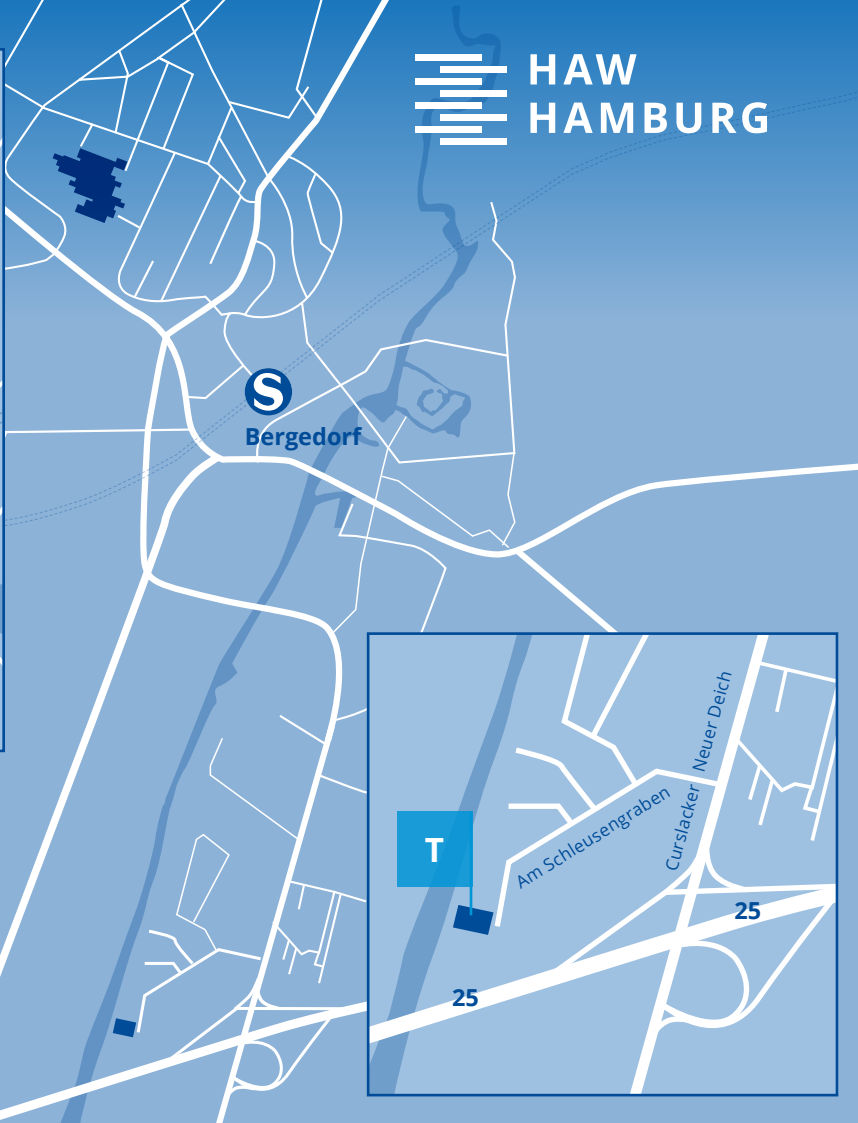 HAW
HAMBURG
S
Bergedorf
Curslacker Neuer Deich
Am Schleusengraben
T
25
25